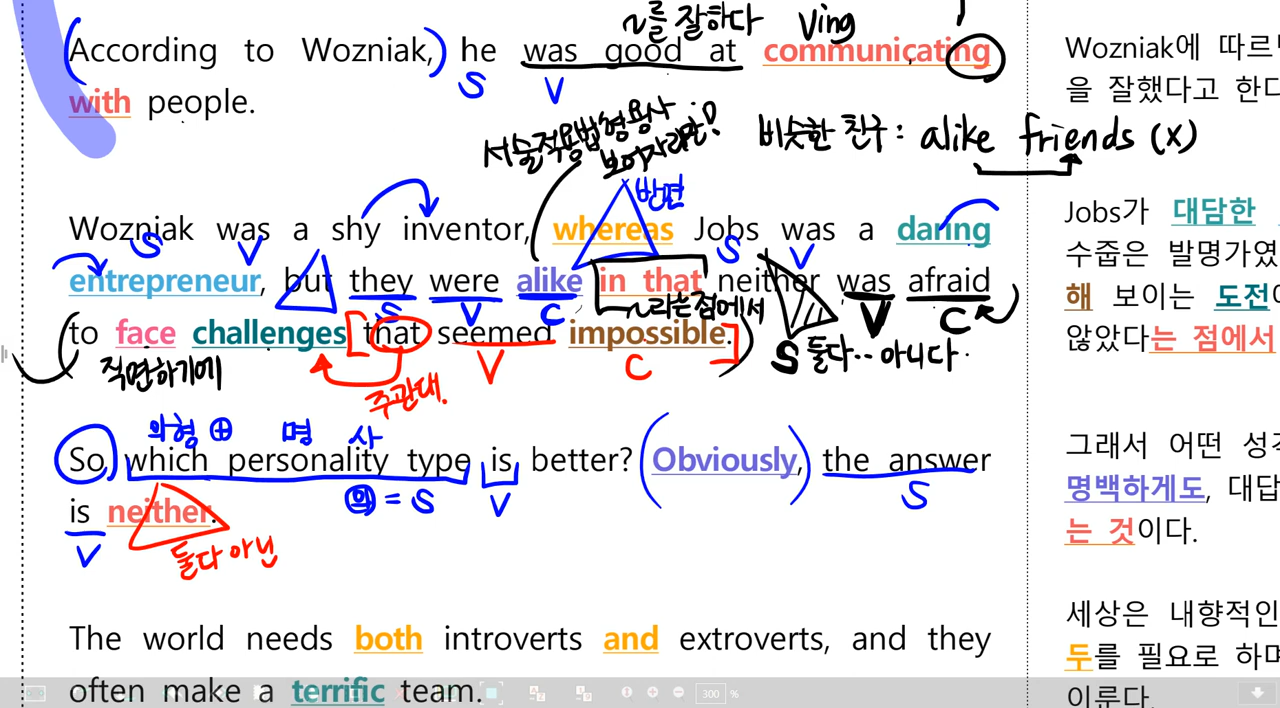 ~를 잘하다 Ving
According to Wozniak, he was good at communicating
S V
with people.
서술적용법형용사
보어자리만!
비슷한 친구 : alike friends (X)
반면
Wozniak was a shy inventor, whereas Jobs was a daring
S V S V
entrepreneur, but they were alike in that neither was afraid
S V C ~라는점에서 V C
to face challenges that seemed impossible.
직면하기에 주관대. V C S 둘다..아니다.
의형 + 명 사
So, which personality type is better? Obviously, the answer
의 = S V S
is neither.
V 둘다 아닌
The world needs both introverts and extroverts, and they
often make a terrific team.
Wozniak에 따르
을 잘했다고 한다
Jobs가 대담한
수줍은 발명가였
해 보이는 도전
않았다는 점에서
그래서 어떤 성
명백하게도, 대답
는 것이다.
세상은 내향적인
두를 필요로 하며
이룬다.
300 %